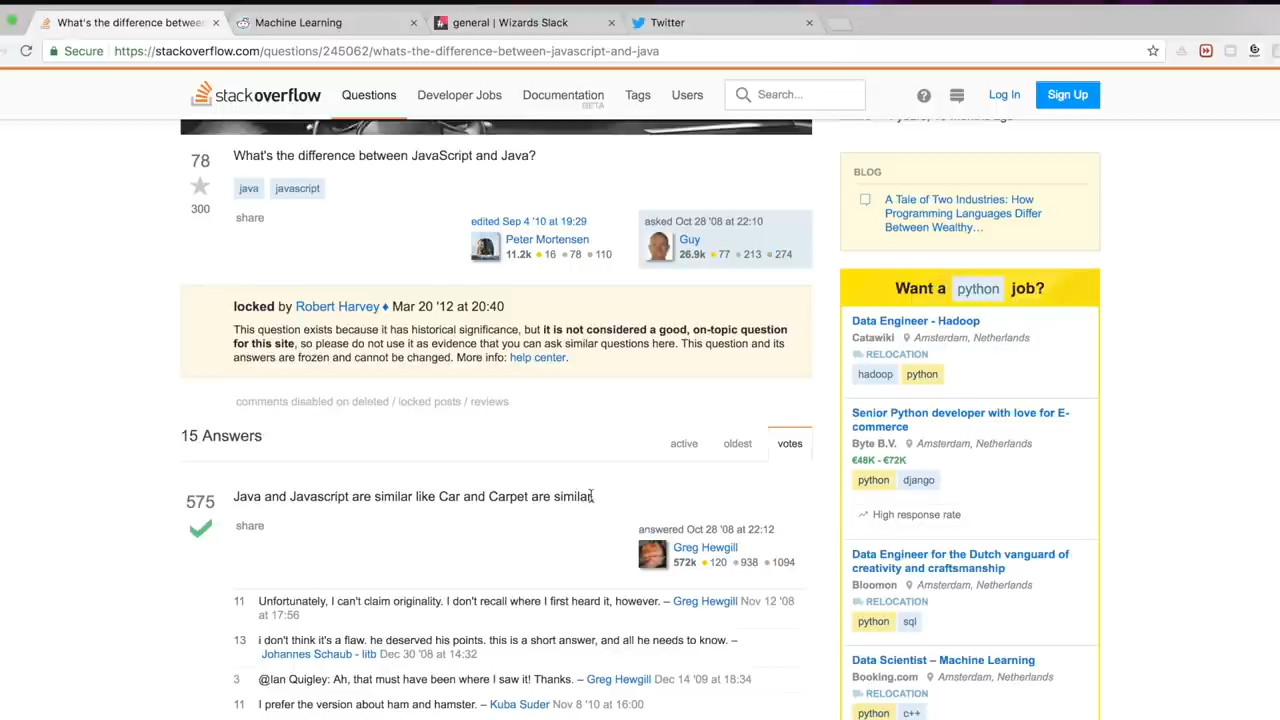 What's the difference betwee
Machine Learning
general | Wizards Slack
Twitter
Secure
https://stackoverflow.com/questions/245062/whats-the-difference-between-javascript-and-java
stackoverflow
Questions
Developer Jobs
Documentation
BETA
Tags
Users
Search...
Log In
Sign Up
78
What's the difference between JavaScript and Java?
300
java
javascript
share
edited Sep 4 '10 at 19:29
Peter Mortensen
11.2k 16 78 110
asked Oct 28 '08 at 22:10
Guy
26.9k 77 213 274
locked by Robert Harvey♦ Mar 20 '12 at 20:40
This question exists because it has historical significance, but it is not considered a good, on-topic question
for this site, so please do not use it as evidence that you can ask similar questions here. This question and its
answers are frozen and cannot be changed. More info: help center.
comments disabled on deleted / locked posts / reviews
15 Answers
active
oldest
votes
575
Java and Javascript are similar like Car and Carpet are similar.
share
answered Oct 28 '08 at 22:12
Greg Hewgill
572k 120 938 1094
11 Unfortunately, I can't claim originality. I don't recall where I first heard it, however. – Greg Hewgill Nov 12 '08
at 17:56
13 i don't think it's a flaw. he deserved his points. this is a short answer, and all he needs to know. –
Johannes Schaub - litb Dec 30 '08 at 14:32
3 @Ian Quigley: Ah, that must have been where I saw it! Thanks. – Greg Hewgill Dec 14 '09 at 18:34
11 I prefer the version about ham and hamster. – Kuba Suder Nov 8 '10 at 16:00
BLOG
A Tale of Two Industries: How
Programming Languages Differ
Between Wealthy…
Want a python job?
Data Engineer - Hadoop
Catawiki Amsterdam, Netherlands
RELOCATION
hadoop python
Senior Python developer with love for E-
commerce
Byte B.V. Amsterdam, Netherlands
€48K - €72K
python django
High response rate
Data Engineer for the Dutch vanguard of
creativity and craftsmanship
Bloomon Amsterdam, Netherlands
RELOCATION
python sql
Data Scientist – Machine Learning
Booking.com Amsterdam, Netherlands
RELOCATION
python c++